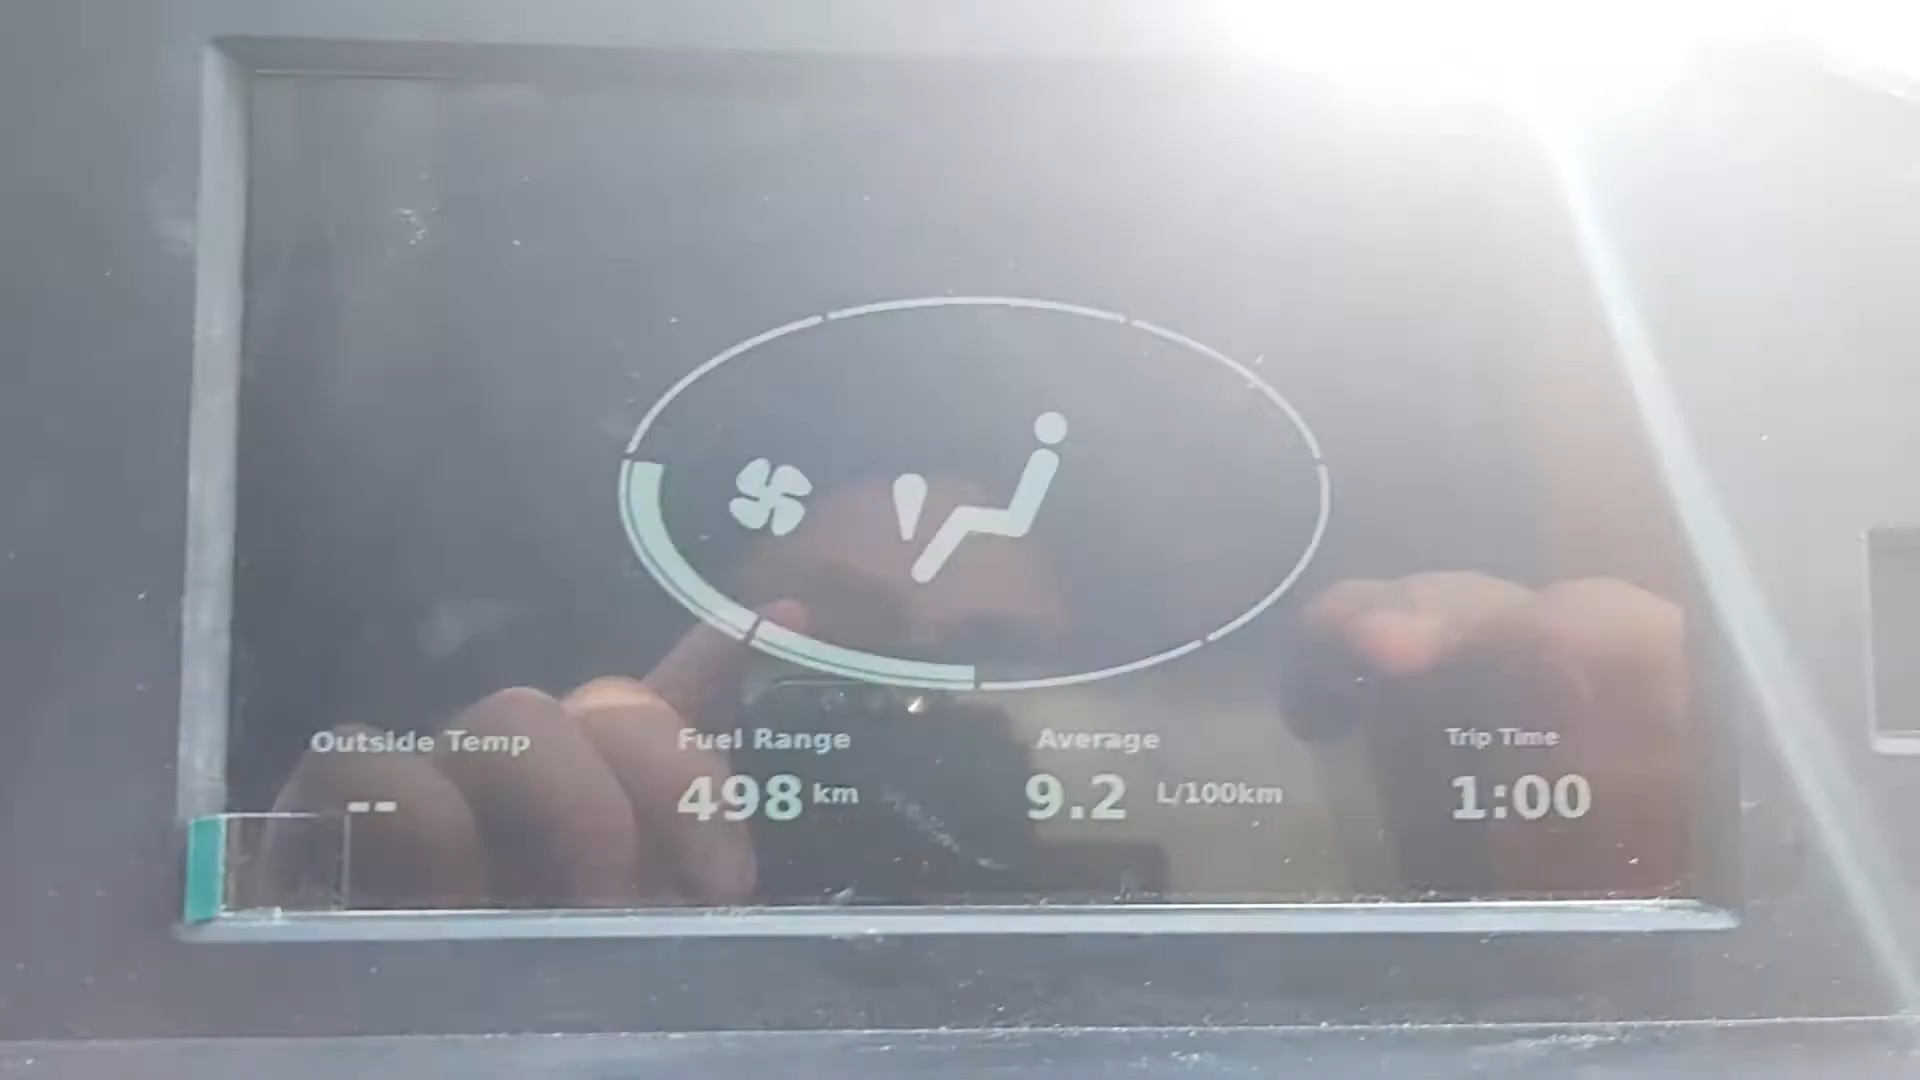 Outside Temp Fuel Range Average Trip Time
-- 498 km 9.2 L/100km 1:00